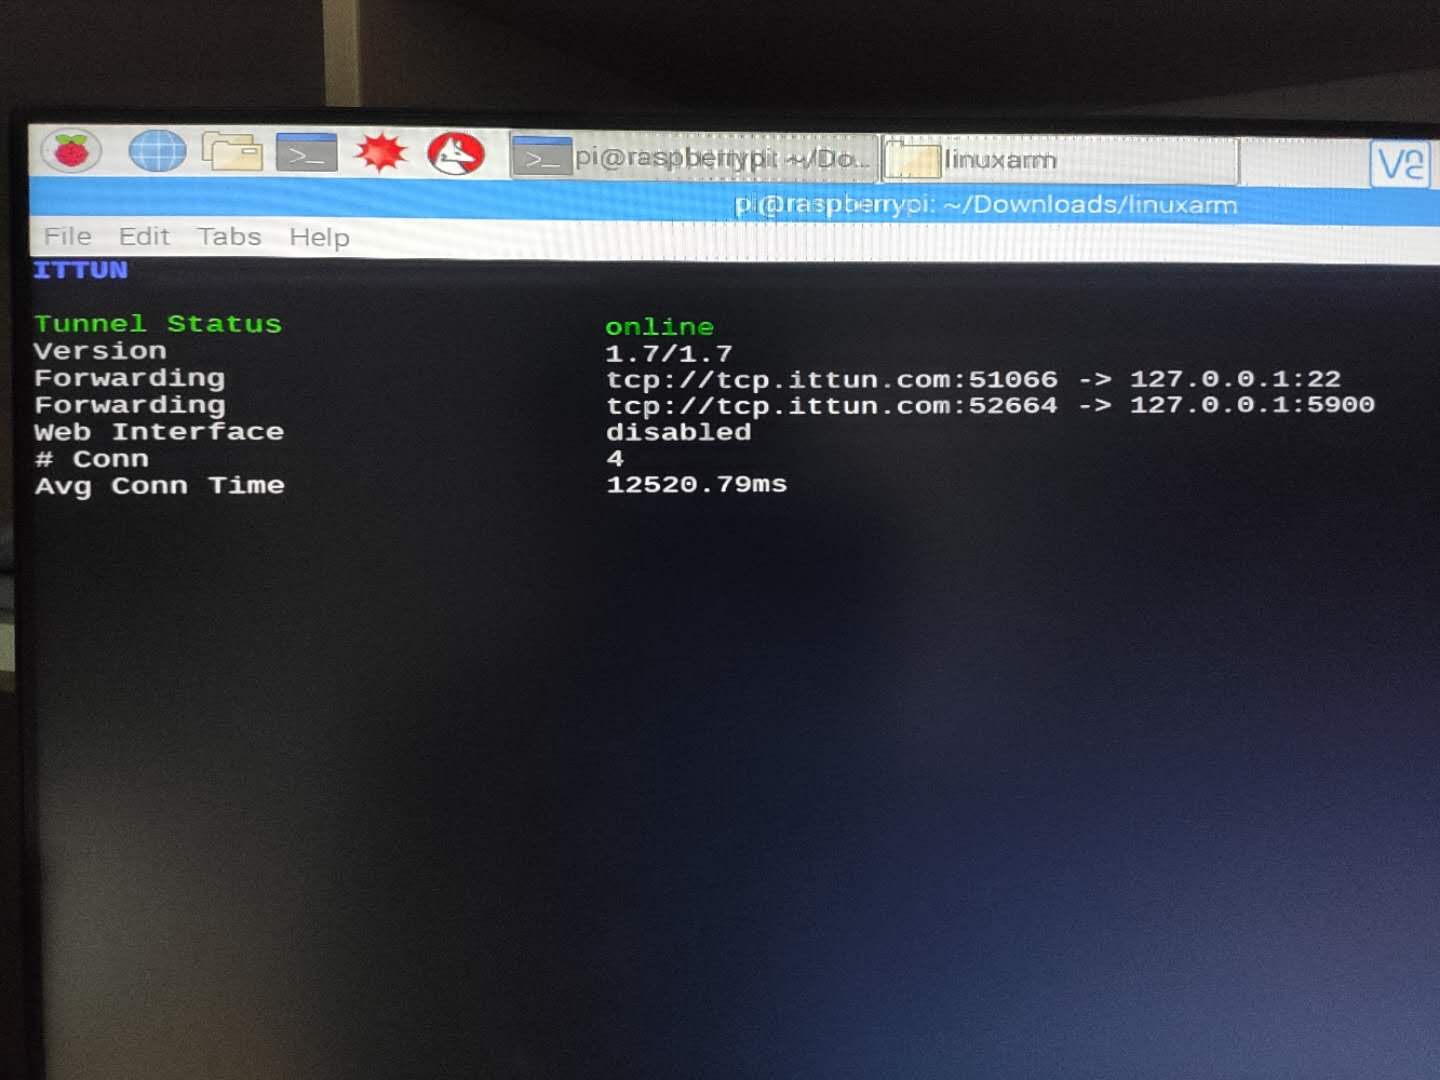 pi@raspberrypi: ~/Do...
linuxarm
pi@raspberrypi: ~/Downloads/linuxarm
File Edit Tabs Help
ITTUN
Tunnel Status online
Version 1.7/1.7
Forwarding tcp://tcp.ittun.com:51066 -> 127.0.0.1:22
Forwarding tcp://tcp.ittun.com:52664 -> 127.0.0.1:5900
Web Interface disabled
# Conn 4
Avg Conn Time 12520.79ms